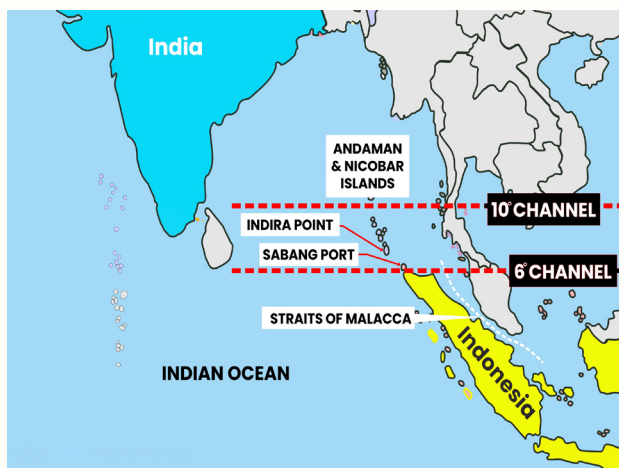 India
ANDAMAN
& NICOBAR
ISLANDS
10° CHANNEL
INDIRA POINT
SABANG PORT
6° CHANNEL
STRAITS OF MALACCA
Indonesia
INDIAN OCEAN